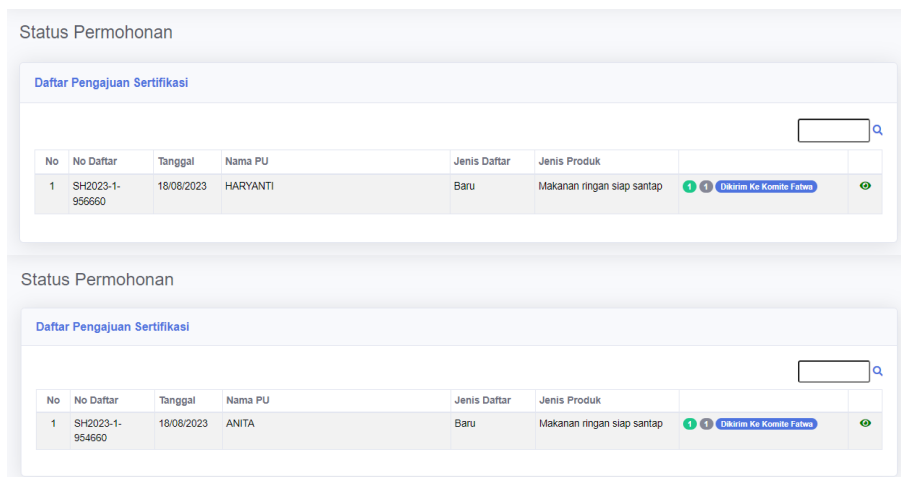 Status Permohonan
Daftar Pengajuan Sertifikasi
No No Daftar Tanggal Nama PU Jenis Daftar Jenis Produk
1 SH2023-1- 18/08/2023 HARYANTI Baru Makanan ringan siap santap 1 1 Dikirim Ke Komite Fatwa
956660
Status Permohonan
Daftar Pengajuan Sertifikasi
No No Daftar Tanggal Nama PU Jenis Daftar Jenis Produk
1 SH2023-1- 18/08/2023 ANITA Baru Makanan ringan siap santap 1 1 Dikirim Ke Komite Fatwa
954660